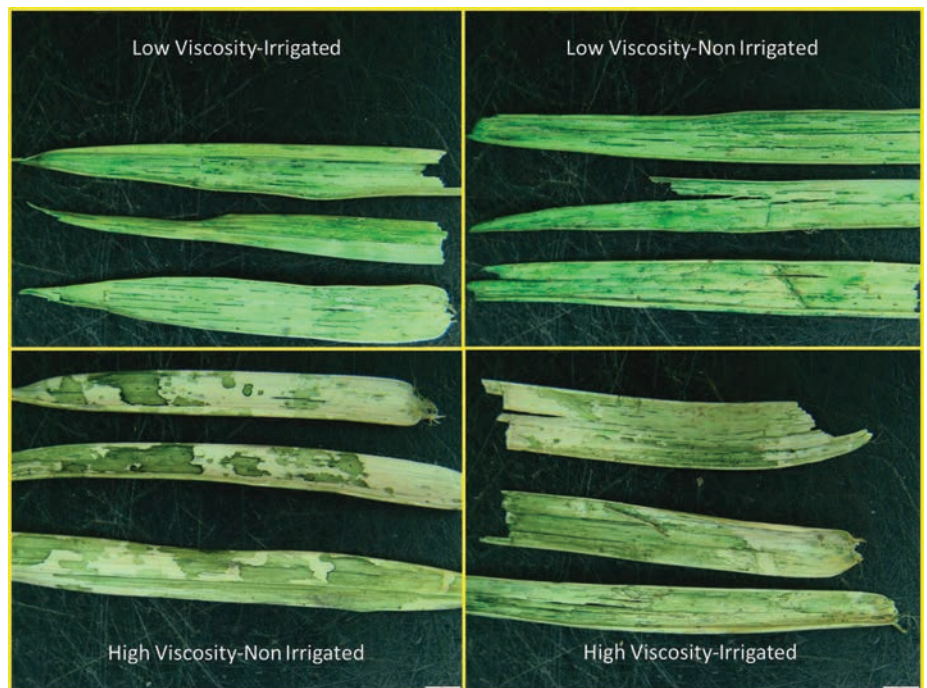 Low Viscosity-Irrigated
Low Viscosity-Non Irrigated
High Viscosity-Non Irrigated
High Viscosity-Irrigated